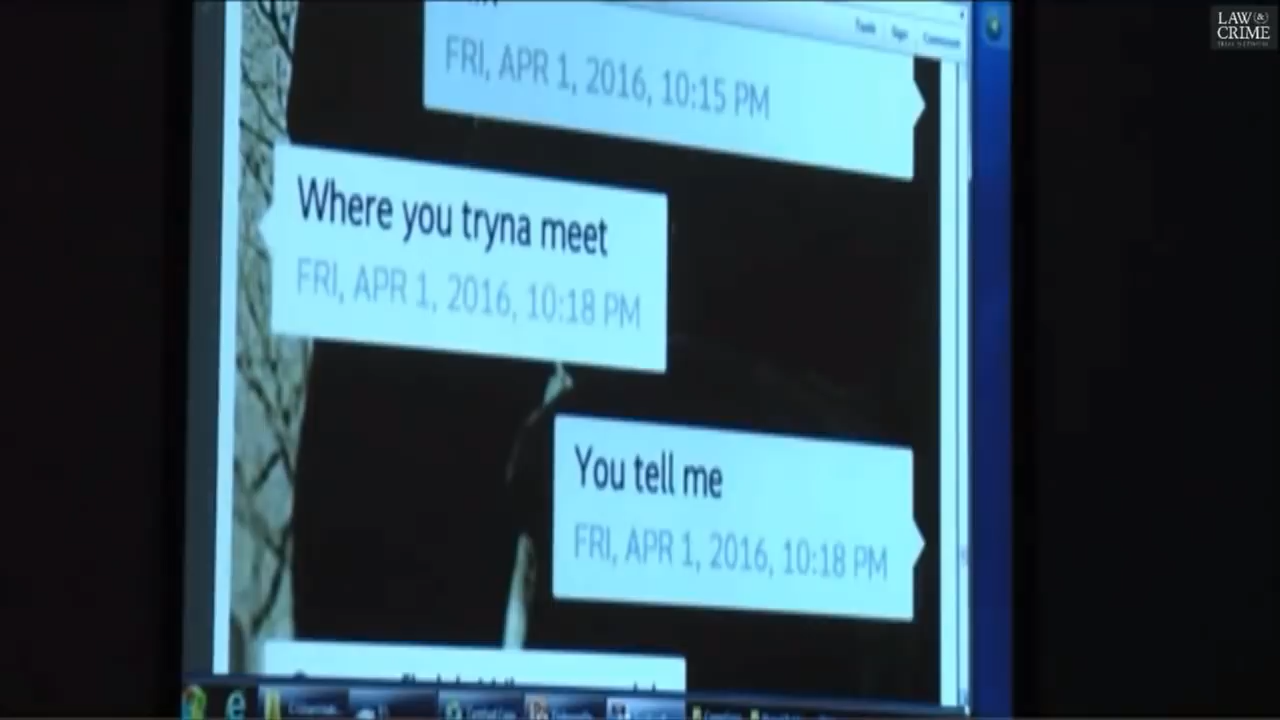 LAW &
CRIME
FRI, APR 1, 2016, 10:15 PM
Where you tryna meet
FRI, APR 1, 2016, 10:18 PM
You tell me
FRI, APR 1, 2016, 10:18 PM